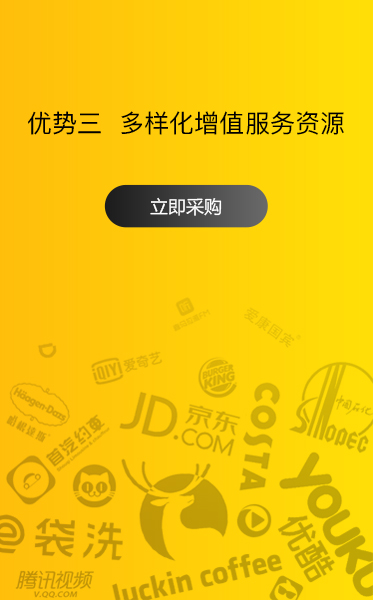 优势三 多样化增值服务资源
立即采购
爱康国宾
iQIYI 爱奇艺
BURGER KING
Häagen-Dazs
哈根达斯
首汽约车
JD 京东
.COM
COSTA
中国石化
SINOPEC
YOUKU
优酷
e袋洗
腾讯视频
V.QQ.COM
luckin coffee